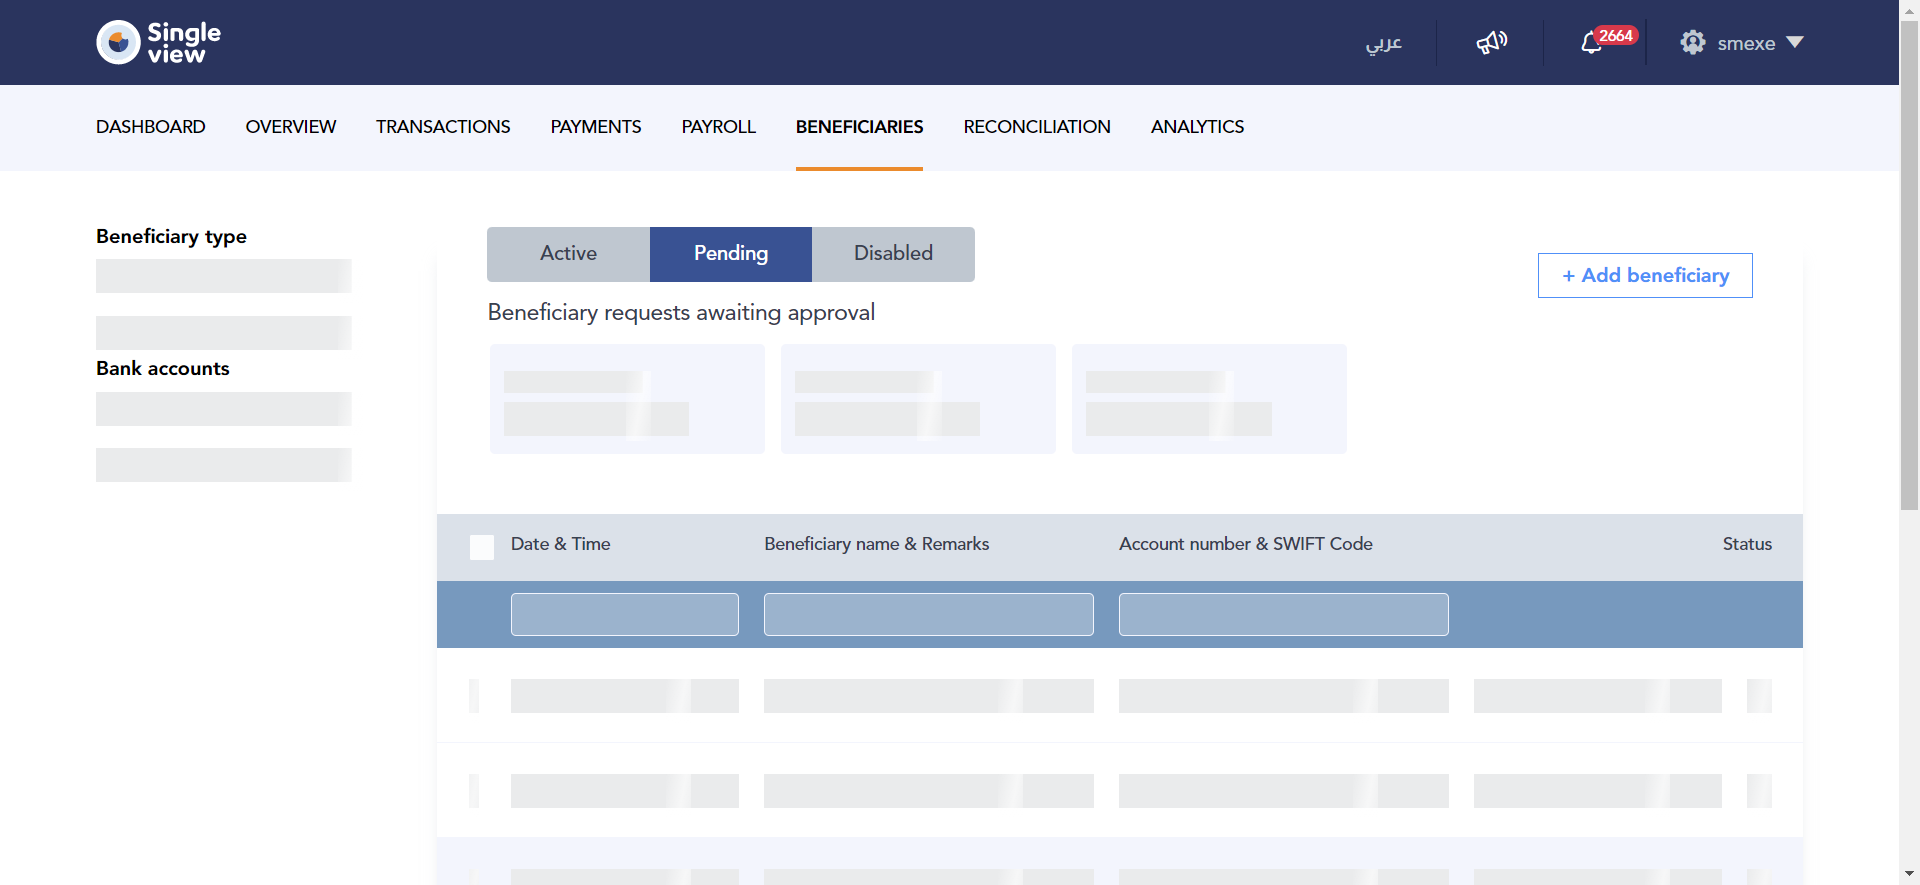 Single
view
عربي
2664
smexe
DASHBOARD OVERVIEW TRANSACTIONS PAYMENTS PAYROLL BENEFICIARIES RECONCILIATION ANALYTICS
Beneficiary type
Bank accounts
Active Pending Disabled
+ Add beneficiary
Beneficiary requests awaiting approval
Date & Time Beneficiary name & Remarks Account number & SWIFT Code Status